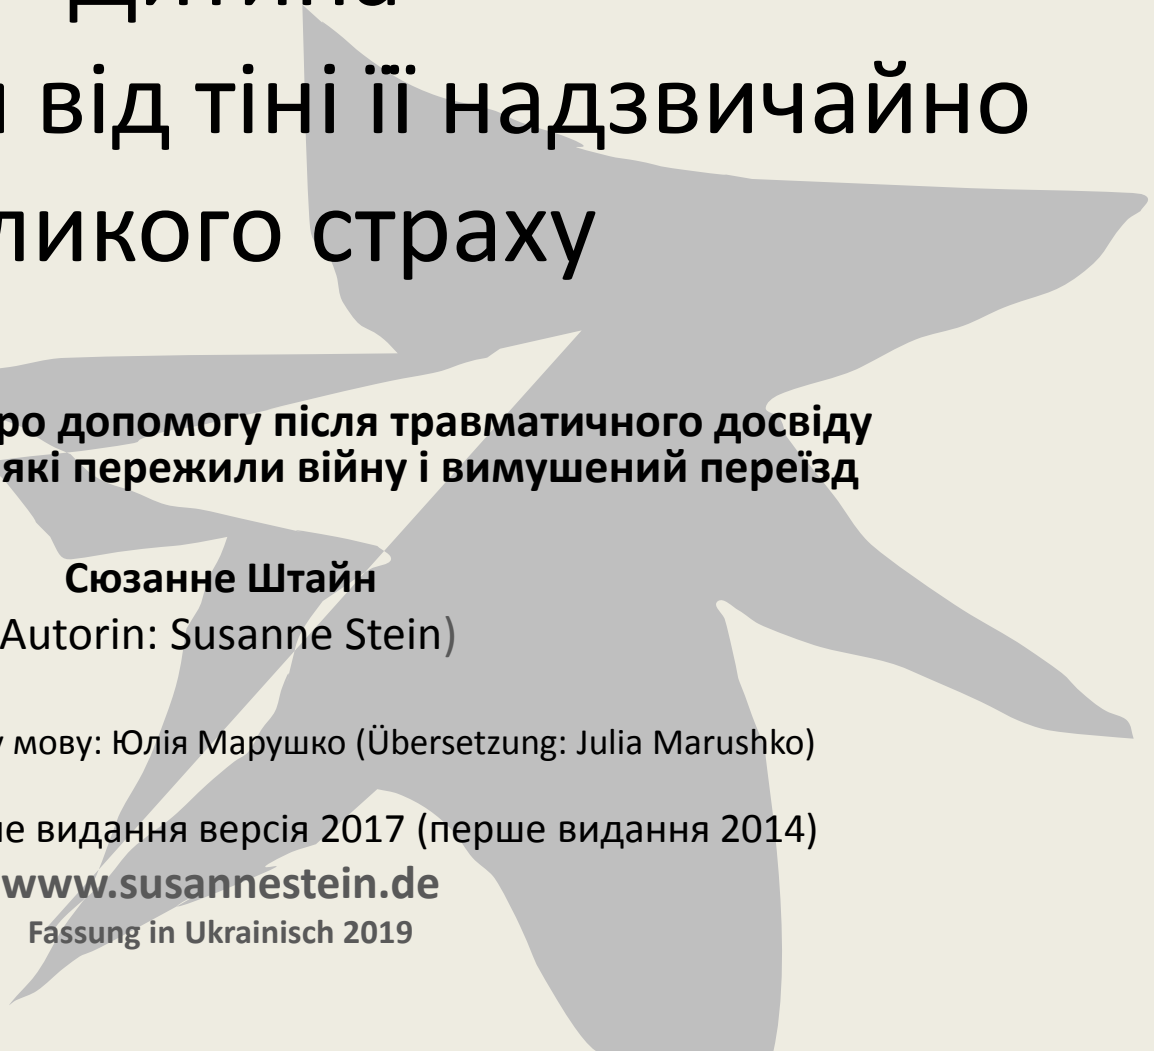 Дитина
від тіні її надзвичайно
ликого страху
ро допомогу після травматичного досвіду
які пережили війну і вимушений переїзд
Сюзанне Штайн
Autorin: Susanne Stein)
у мову: Юлія Марушко (Übersetzung: Julia Marushko)
не видання версія 2017 (перше видання 2014)
www.susannestein.de
Fassung in Ukrainisch 2019